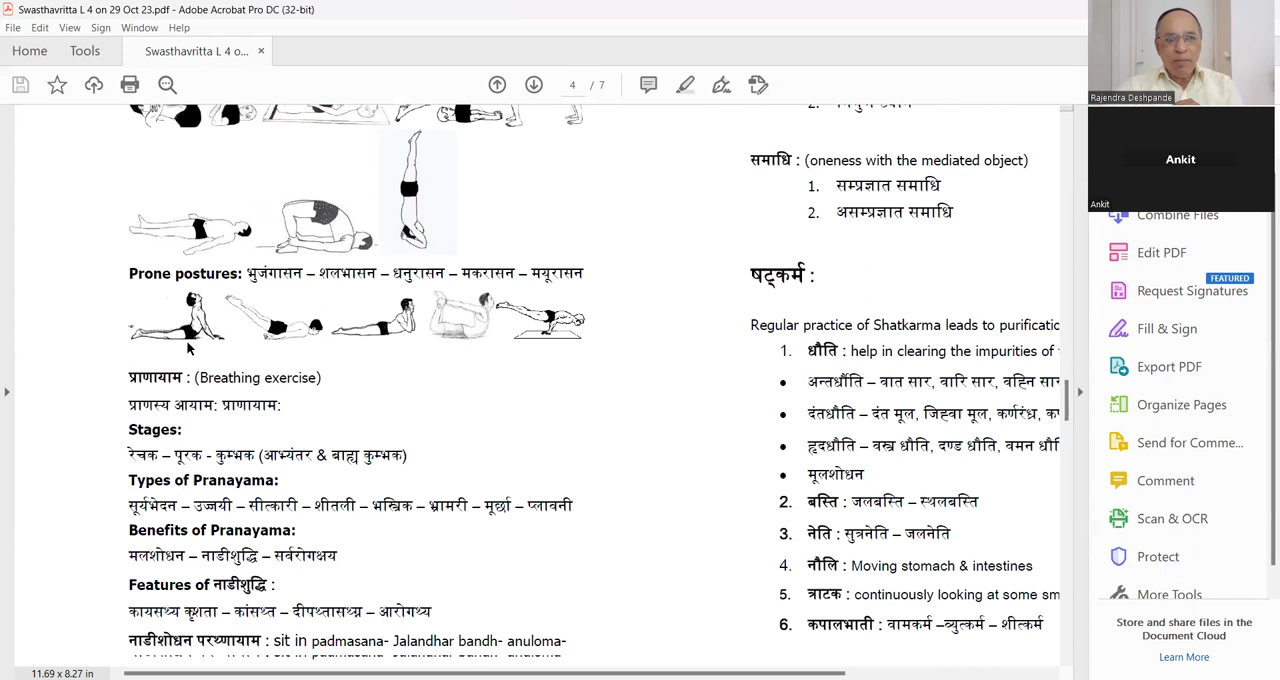 Swasthavritta L 4 on 29 Oct 23.pdf - Adobe Acrobat Pro DC (32-bit)
File Edit View Sign Window Help
Home Tools Swasthavritta L 4 o... ×
4 / 7
Prone postures: भुजंगासन – शलभासन – धनुरासन – मकरासन – मयूरासन
प्राणायाम : (Breathing exercise)
प्राणस्य आयाम: प्राणायाम:
Stages:
रेचक – पूरक - कुम्भक (आभ्यंतर & बाह्य कुम्भक)
Types of Pranayama:
सूर्यभेदन – उज्जयी – सीत्कारी – शीतली – भस्त्रिक – भ्रामरी – मूर्छा – प्लावनी
Benefits of Pranayama:
मलशोधन – नाडीशुद्धि – सर्वरोगक्षय
Features of नाडीशुद्धि :
कायसथ्य कृशता – कांसथ्त – दीपथ्तासथ्प्र – आरोगथ्य
नाडीशोधन परथ्णायाम : sit in padmasana- Jalandhar bandh- anuloma-
समाधि : (oneness with the mediated object)
1. सम्प्रज्ञात समाधि
2. असम्प्रज्ञात समाधि
षट्कर्म :
Regular practice of Shatkarma leads to purificatio
1. धौति : help in clearing the impurities of
• अन्तर्धौति – वात सार, वारि सार, वह्नि सार
• दंतधौति – दंत मूल, जिह्वा मूल, कर्णरंध्र,
• हृदधौति – वस्त्र धौति, दण्ड धौति, वमन
• मूलशोधन
2. बस्ति : जलबस्ति – स्थलबस्ति
3. नेति : सुत्रनेति – जलनेति
4. नौलि : Moving stomach & intestines
5. त्राटक : continuously looking at some sm
6. कपालभाती : वामकर्म –व्युत्कर्म – शीत्कर्म
11.69 x 8.27 in
Rajendra Deshpande
Ankit
Ankit
Combine Files
Edit PDF
FEATURED
Request Signatures
Fill & Sign
Export PDF
Organize Pages
Send for Comme...
Comment
Scan & OCR
Protect
More Tools
Store and share files in the
Document Cloud
Learn More